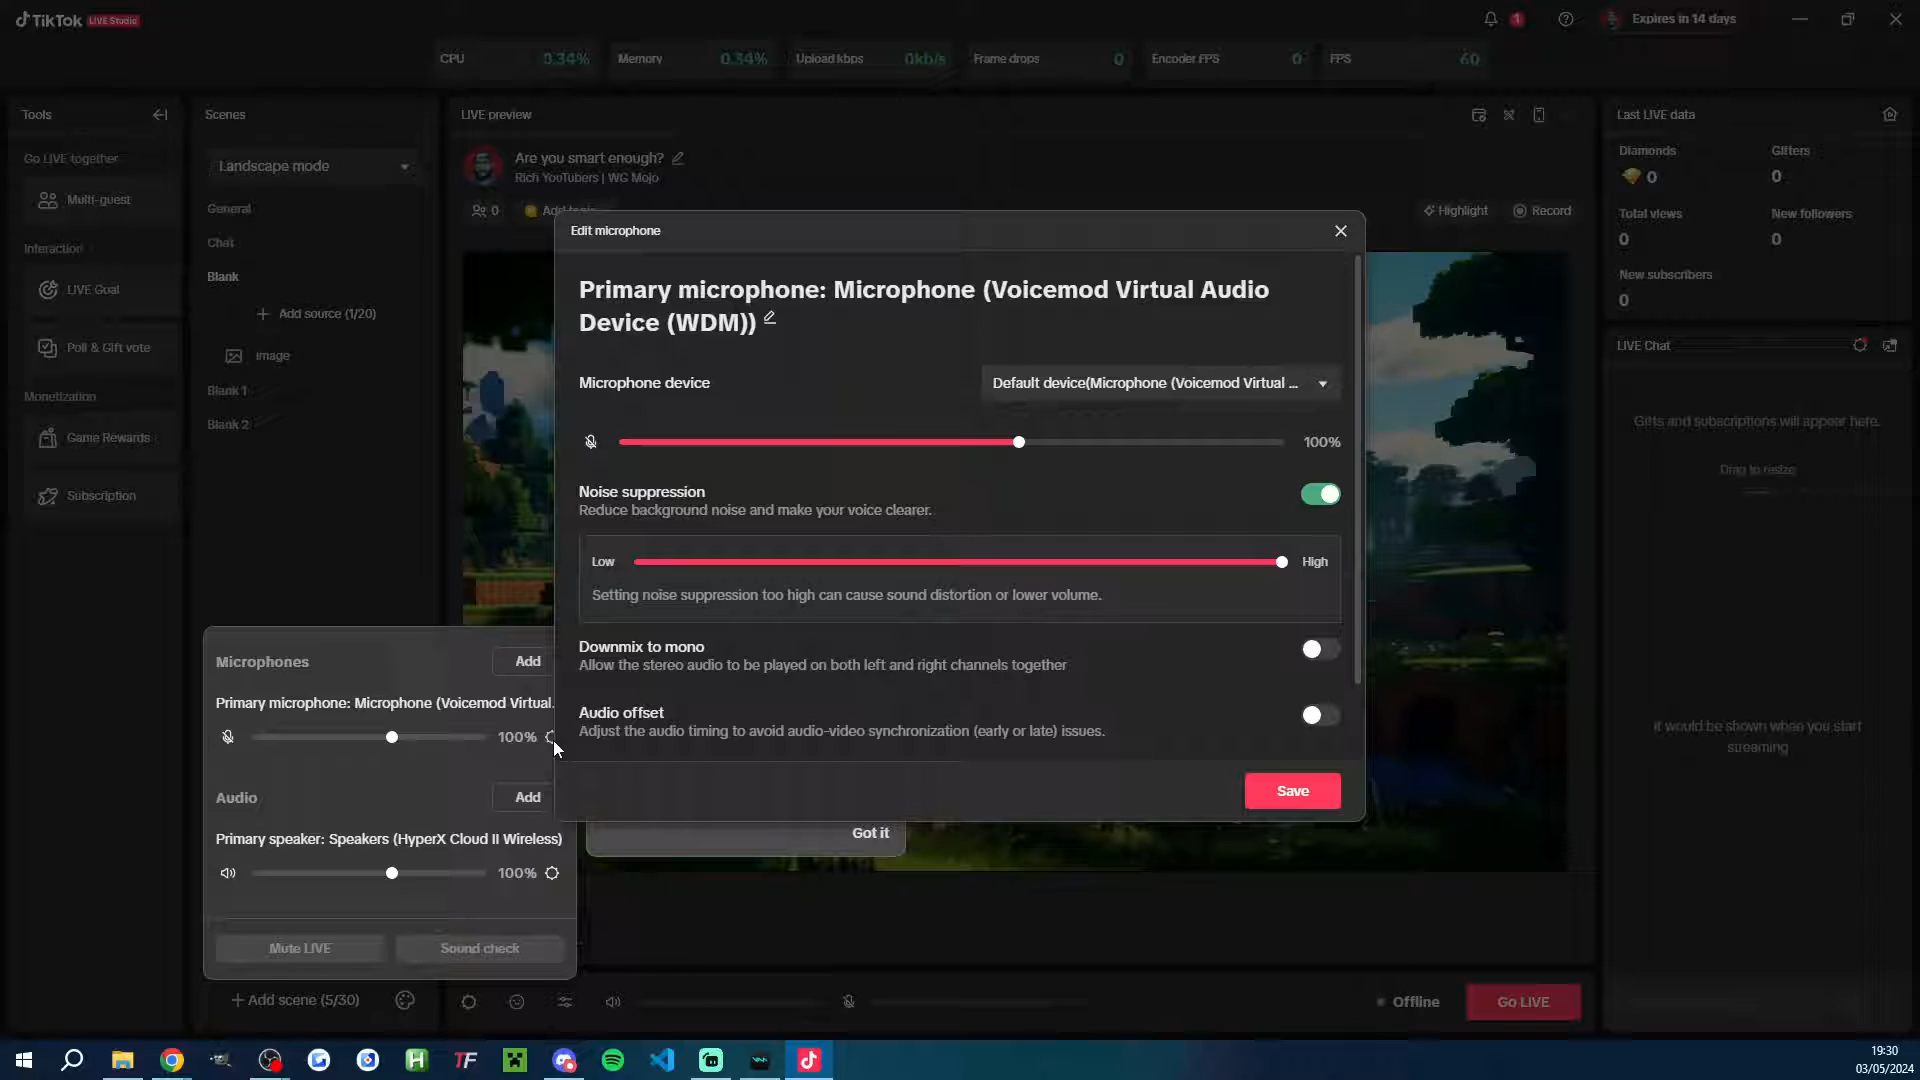 TikTok LIVE Studio
1
Expires in 14 days
CPU 0.34%
Memory 0.34%
Upload kbps 0kb/s
Frame drops 0
Encoder FPS 0
FPS 60
Tools
Go LIVE together
Multi-guest
Interaction
LIVE Goal
Poll & Gift vote
Monetization
Game Rewards
Subscription
Scenes
Landscape mode
General
Chat
Blank
Add source (1/20)
Image
Blank 1
Blank 2
LIVE preview
Are you smart enough?
Rich YouTubers | WG Mojo
0
Highlight
Record
Edit microphone
Primary microphone: Microphone (Voicemod Virtual Audio
Device (WDM))
Microphone device
Default device(Microphone (Voicemod Virtual ...
100%
Noise suppression
Reduce background noise and make your voice clearer.
Low
High
Setting noise suppression too high can cause sound distortion or lower volume.
Downmix to mono
Allow the stereo audio to be played on both left and right channels together
Audio offset
Adjust the audio timing to avoid audio-video synchronization (early or late) issues.
Save
Got it
Microphones
Add
Primary microphone: Microphone (Voicemod Virtual.
100%
Audio
Add
Primary speaker: Speakers (HyperX Cloud II Wireless)
100%
Mute LIVE
Sound check
+ Add scene (5/30)
Offline
Go LIVE
Last LIVE data
Diamonds
0
Gifters
0
Total views
0
New followers
0
New subscribers
0
LIVE Chat
Gifts and subscriptions will appear here.
Drag to resize
It would be shown when you start
streaming
H
TF
19:30
03/05/2024